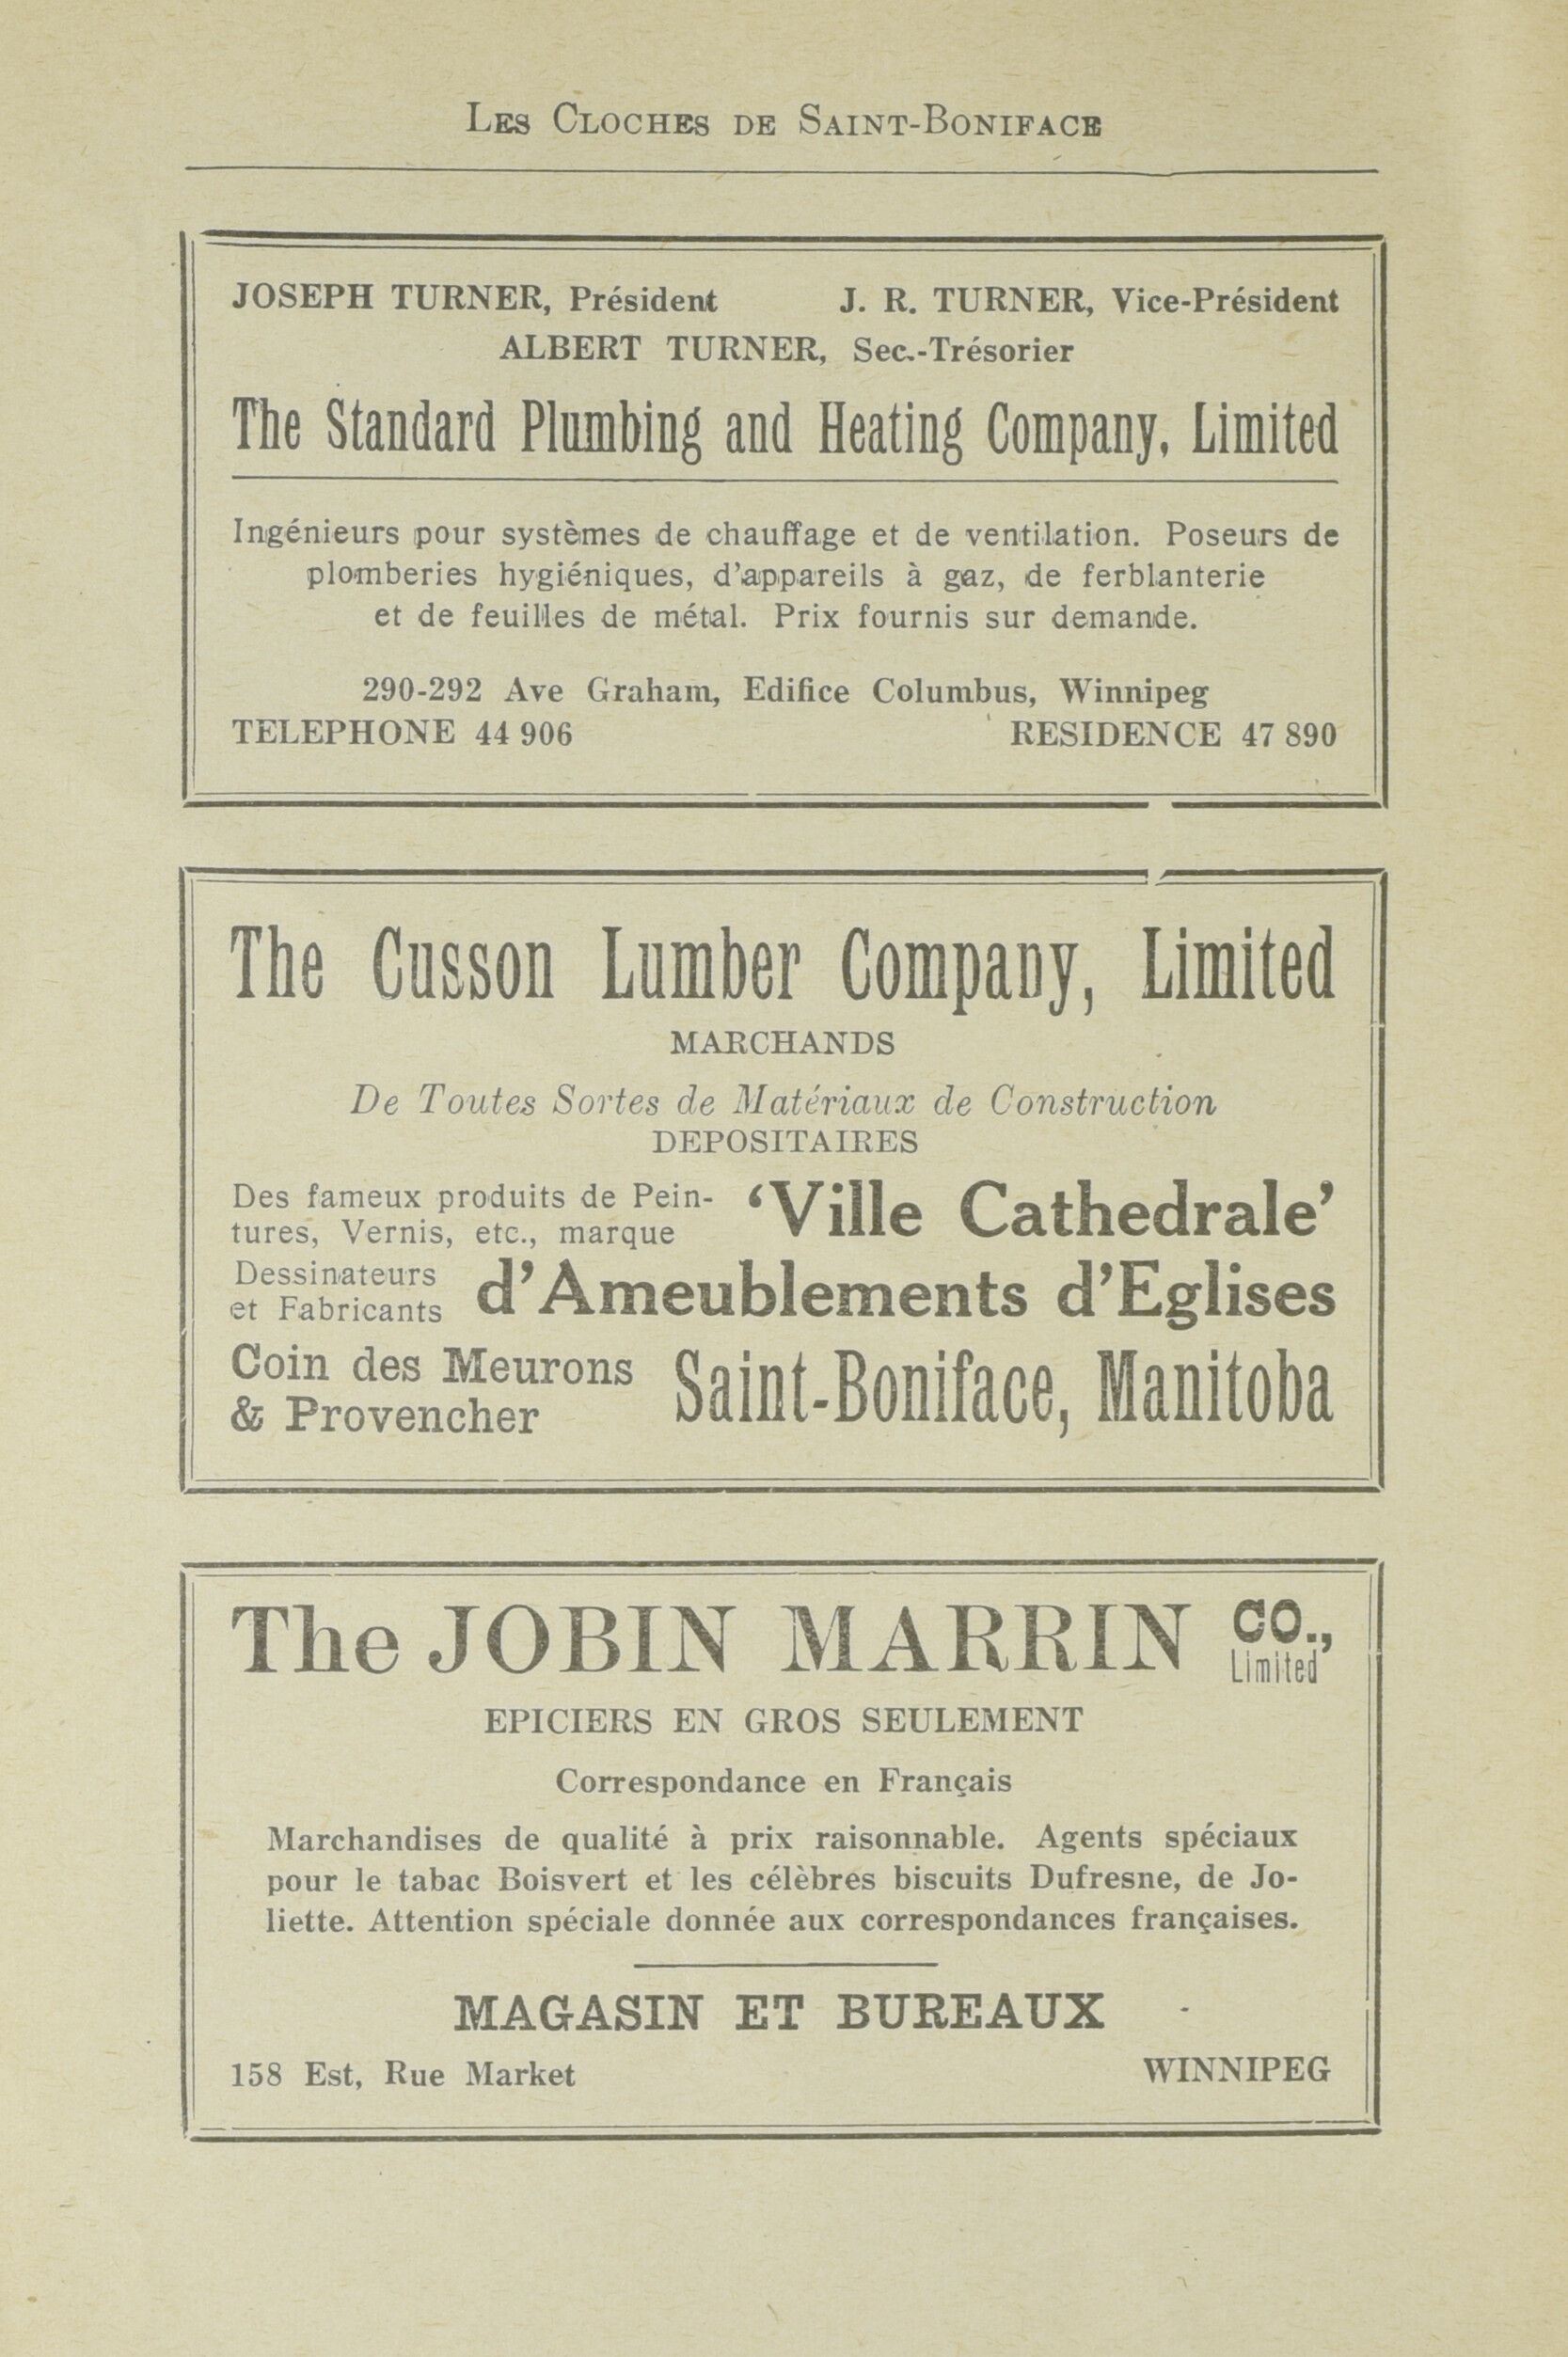 Les Cloches de Saint-Boniface
JOSEPH TURNER, Président J. R. TURNER, Vice-Président
ALBERT TURNER, Sec.-Trésorier
The Standard Plumbing and Heating Company, Limited
Ingénieurs pour systèmes de chauffage et de ventilation. Poseurs de
plomberies hygiéniques, d'appareils à gaz, de ferblanterie
et de feuilles de métal. Prix fournis sur demande.
290-292 Ave Graham, Edifice Columbus, Winnipeg
TELEPHONE 44 906 RESIDENCE 47 890
The Cusson Lumber Company, Limited
MARCHANDS
De Toutes Sortes de Matériaux de Construction
DEPOSITAIRES
Des fameux produits de Pein-
tures, Vernis, etc., marque
‘Ville Cathedrale’
Dessinateurs
et Fabricants
d’Ameublements d’Eglises
Coin des Meurons
& Provencher
Saint-Boniface, Manitoba
The JOBIN MARRIN CO.,
Limited
EPICIERS EN GROS SEULEMENT
Correspondance en Français
Marchandises de qualité à prix raisonnable. Agents spéciaux
pour le tabac Boisvert et les célèbres biscuits Dufresne, de Jo-
liette. Attention spéciale donnée aux correspondances françaises.
MAGASIN ET BUREAUX
158 Est, Rue Market WINNIPEG